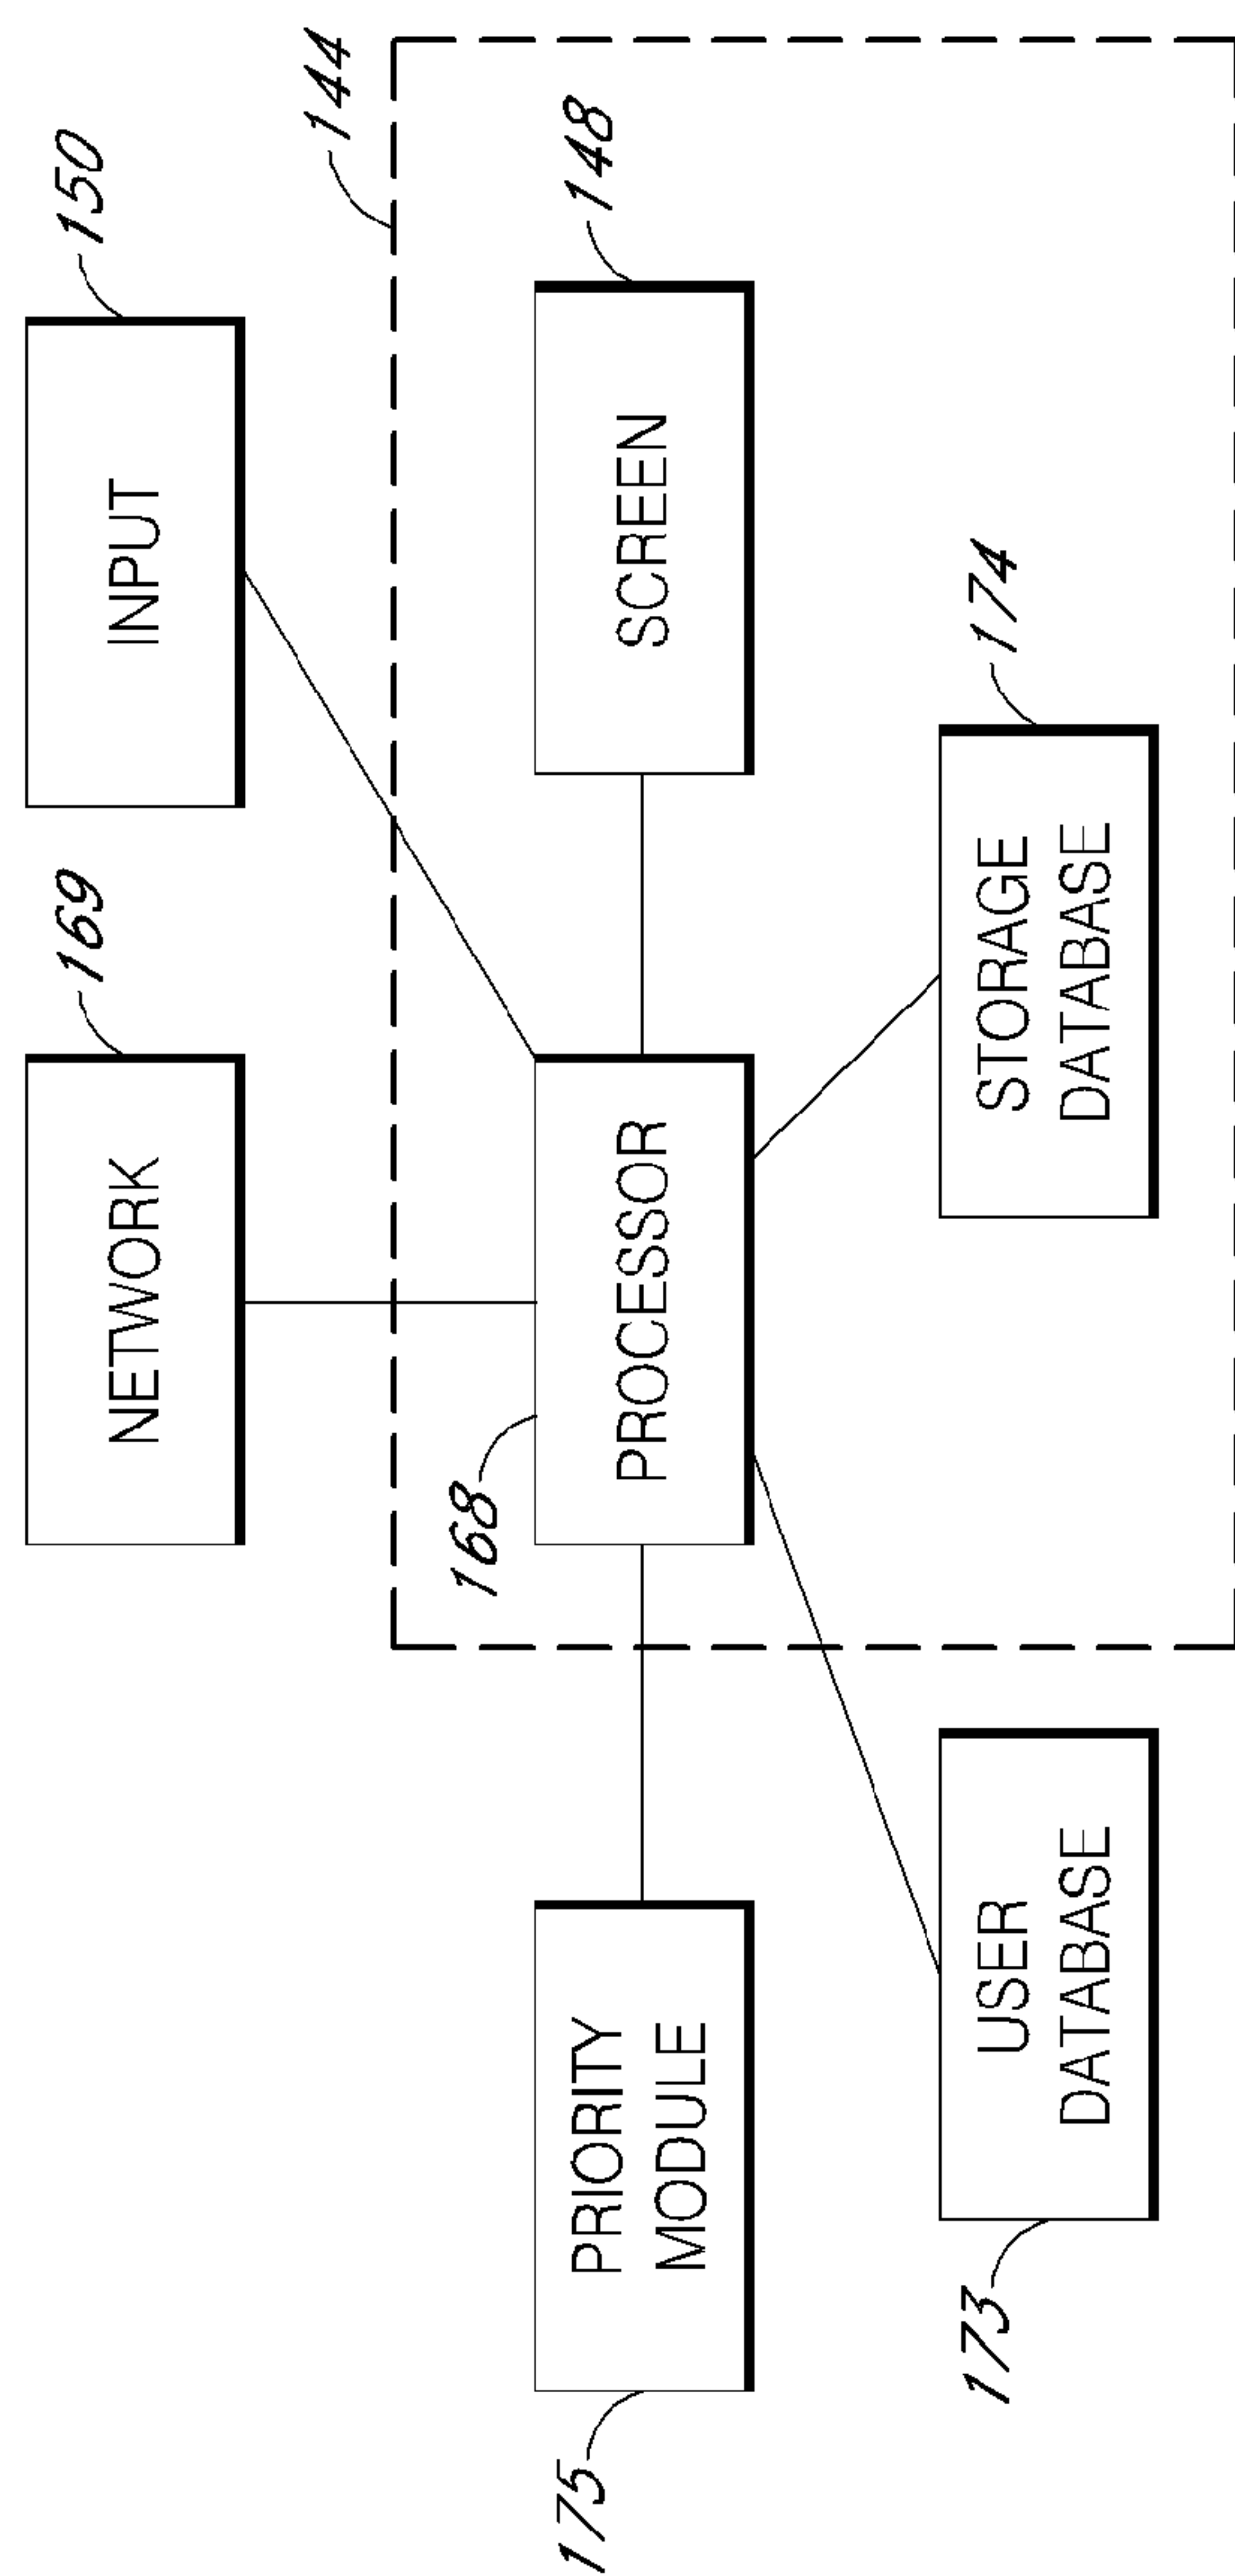 169
150
NETWORK
INPUT
144
168
175
PRIORITY
MODULE
PROCESSOR
148
SCREEN
173
USER
DATABASE
174
STORAGE
DATABASE